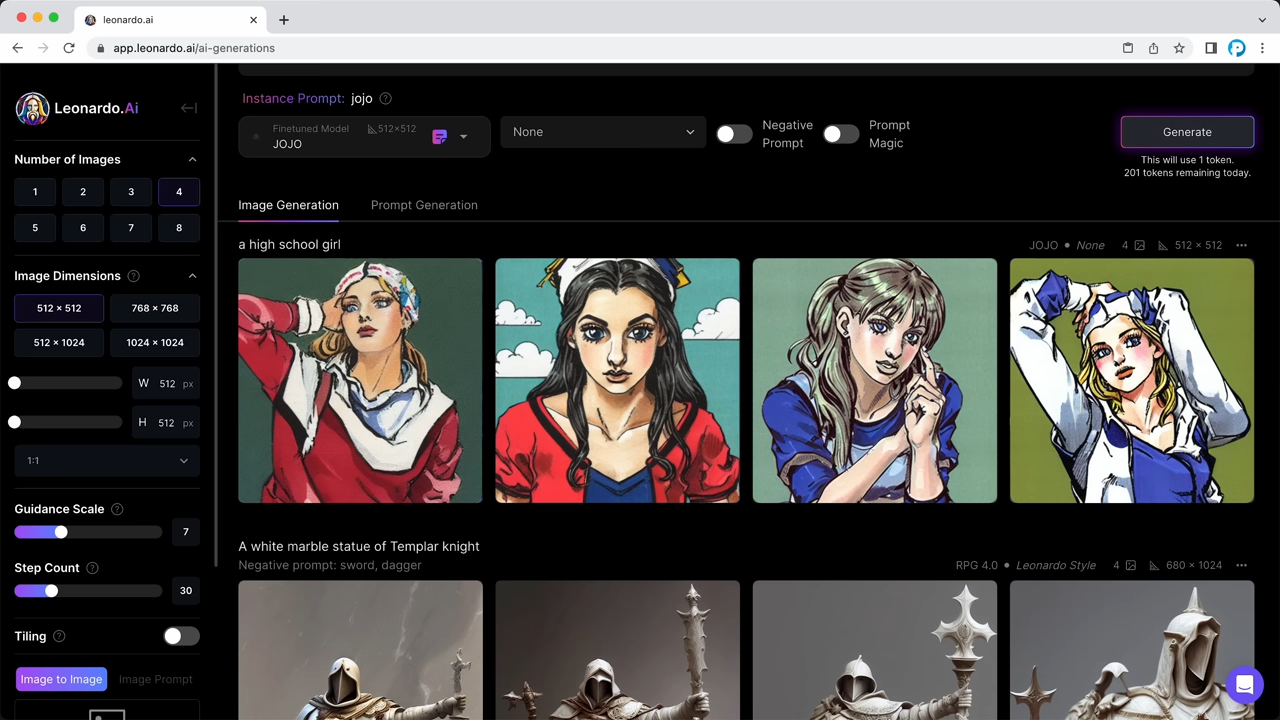 leonardo.ai
app.leonardo.ai/ai-generations
Leonardo.Ai
Number of Images
1 2 3 4
5 6 7 8
Image Dimensions
512 × 512 768 × 768
512 × 1024 1024 × 1024
W 512 px
H 512 px
1:1
Guidance Scale
7
Step Count
30
Tiling
Image to Image Image Prompt
Instance Prompt: jojo
Finetuned Model 512×512
JOJO
None
Negative
Prompt
Prompt
Magic
Generate
This will use 1 token.
201 tokens remaining today.
Image Generation Prompt Generation
a high school girl
JOJO • None 4 512 × 512
A white marble statue of Templar knight
Negative prompt: sword, dagger
RPG 4.0 • Leonardo Style 4 680 × 1024